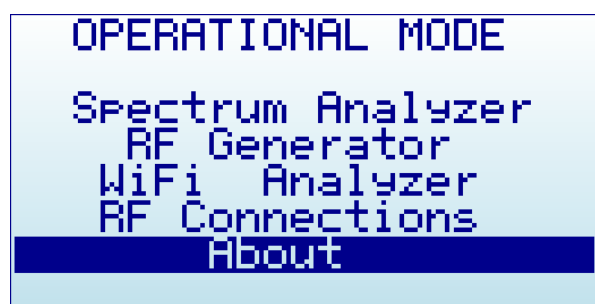 OPERATIONAL MODE
Spectrum Analyzer
RF Generator
WiFi Analyzer
RF Connections
About